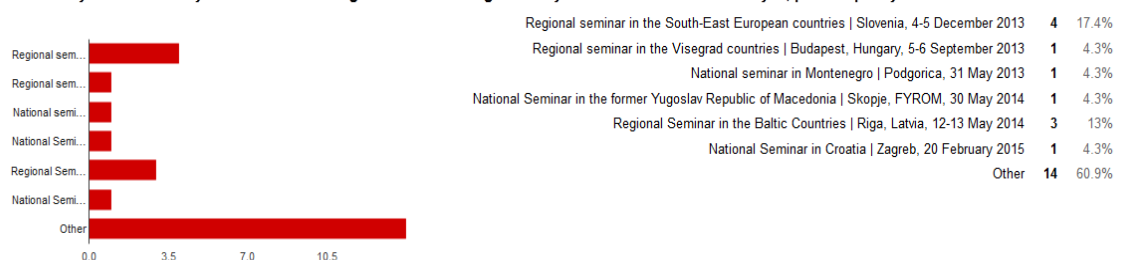 Regional seminar in the South-East European countries | Slovenia, 4-5 December 2013 4 17.4%
Regional seminar in the Visegrad countries | Budapest, Hungary, 5-6 September 2013 1 4.3%
National seminar in Montenegro | Podgorica, 31 May 2013 1 4.3%
National Seminar in the former Yugoslav Republic of Macedonia | Skopje, FYROM, 30 May 2014 1 4.3%
Regional Seminar in the Baltic Countries | Riga, Latvia, 12-13 May 2014 3 13%
National Seminar in Croatia | Zagreb, 20 February 2015 1 4.3%
Other 14 60.9%
Regional sem...
Regional sem...
National semi...
National Semi...
Regional Sem...
National Semi...
Other
0.0 3.5 7.0 10.5